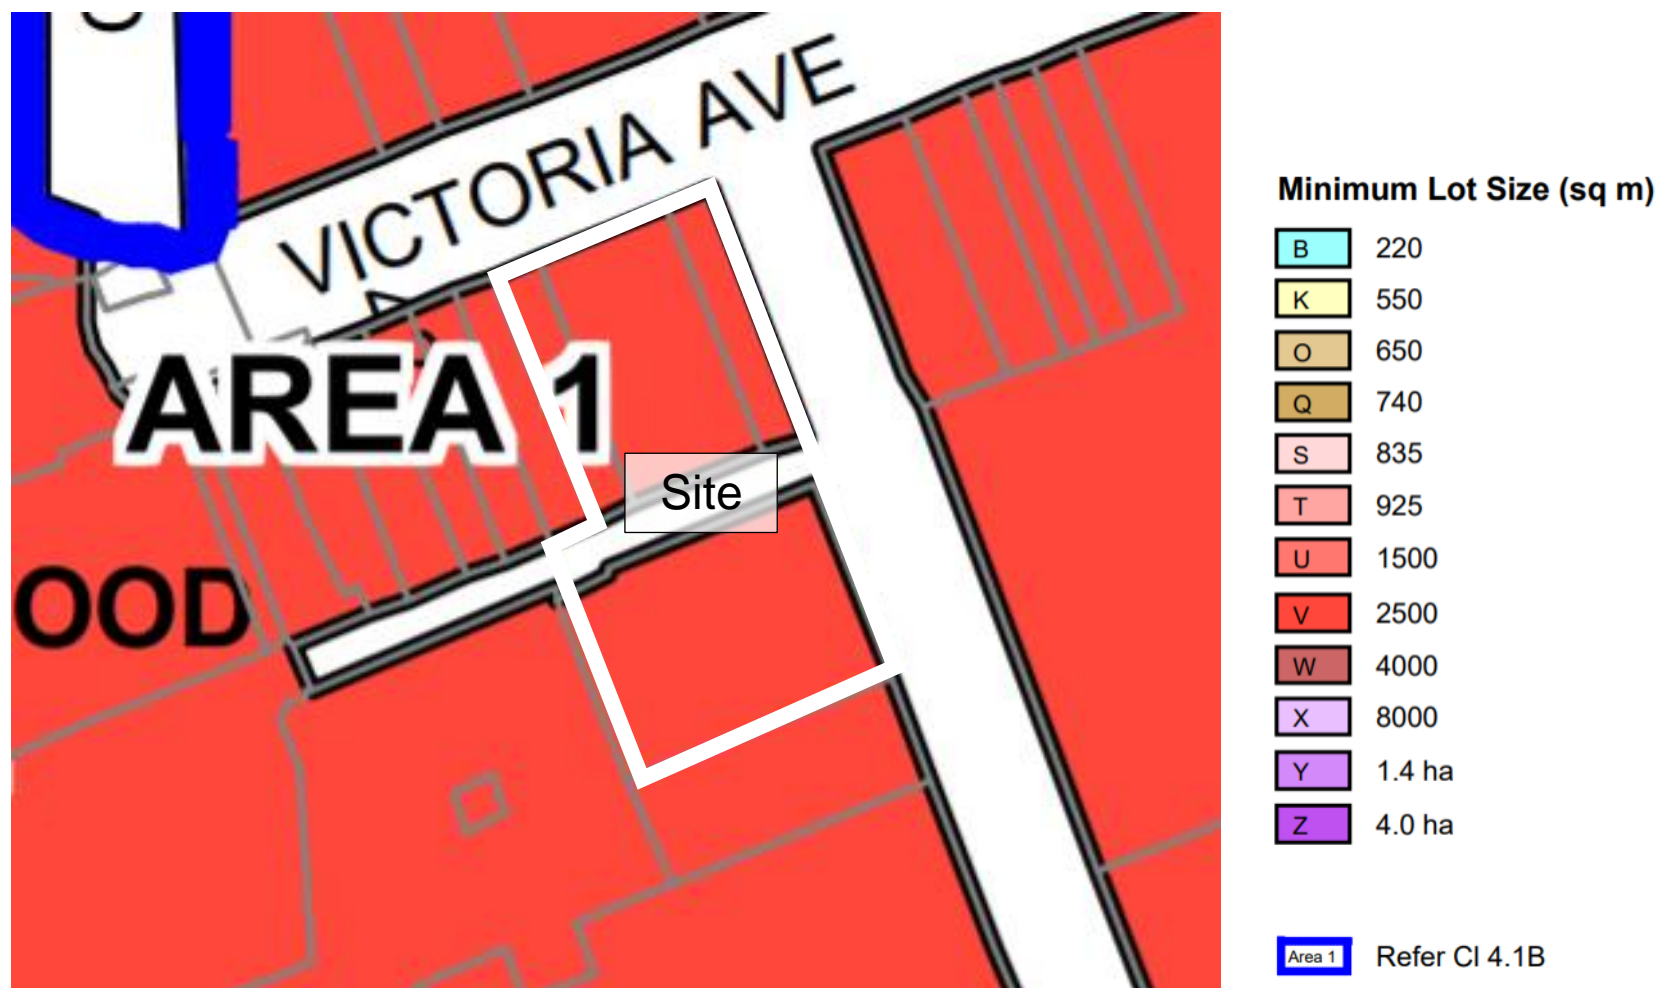 VICTORIA AVE
AREA 1
Site
OOD
Minimum Lot Size (sq m)
B 220
K 550
O 650
Q 740
S 835
T 925
U 1500
V 2500
W 4000
X 8000
Y 1.4 ha
Z 4.0 ha
Area 1 Refer Cl 4.1B